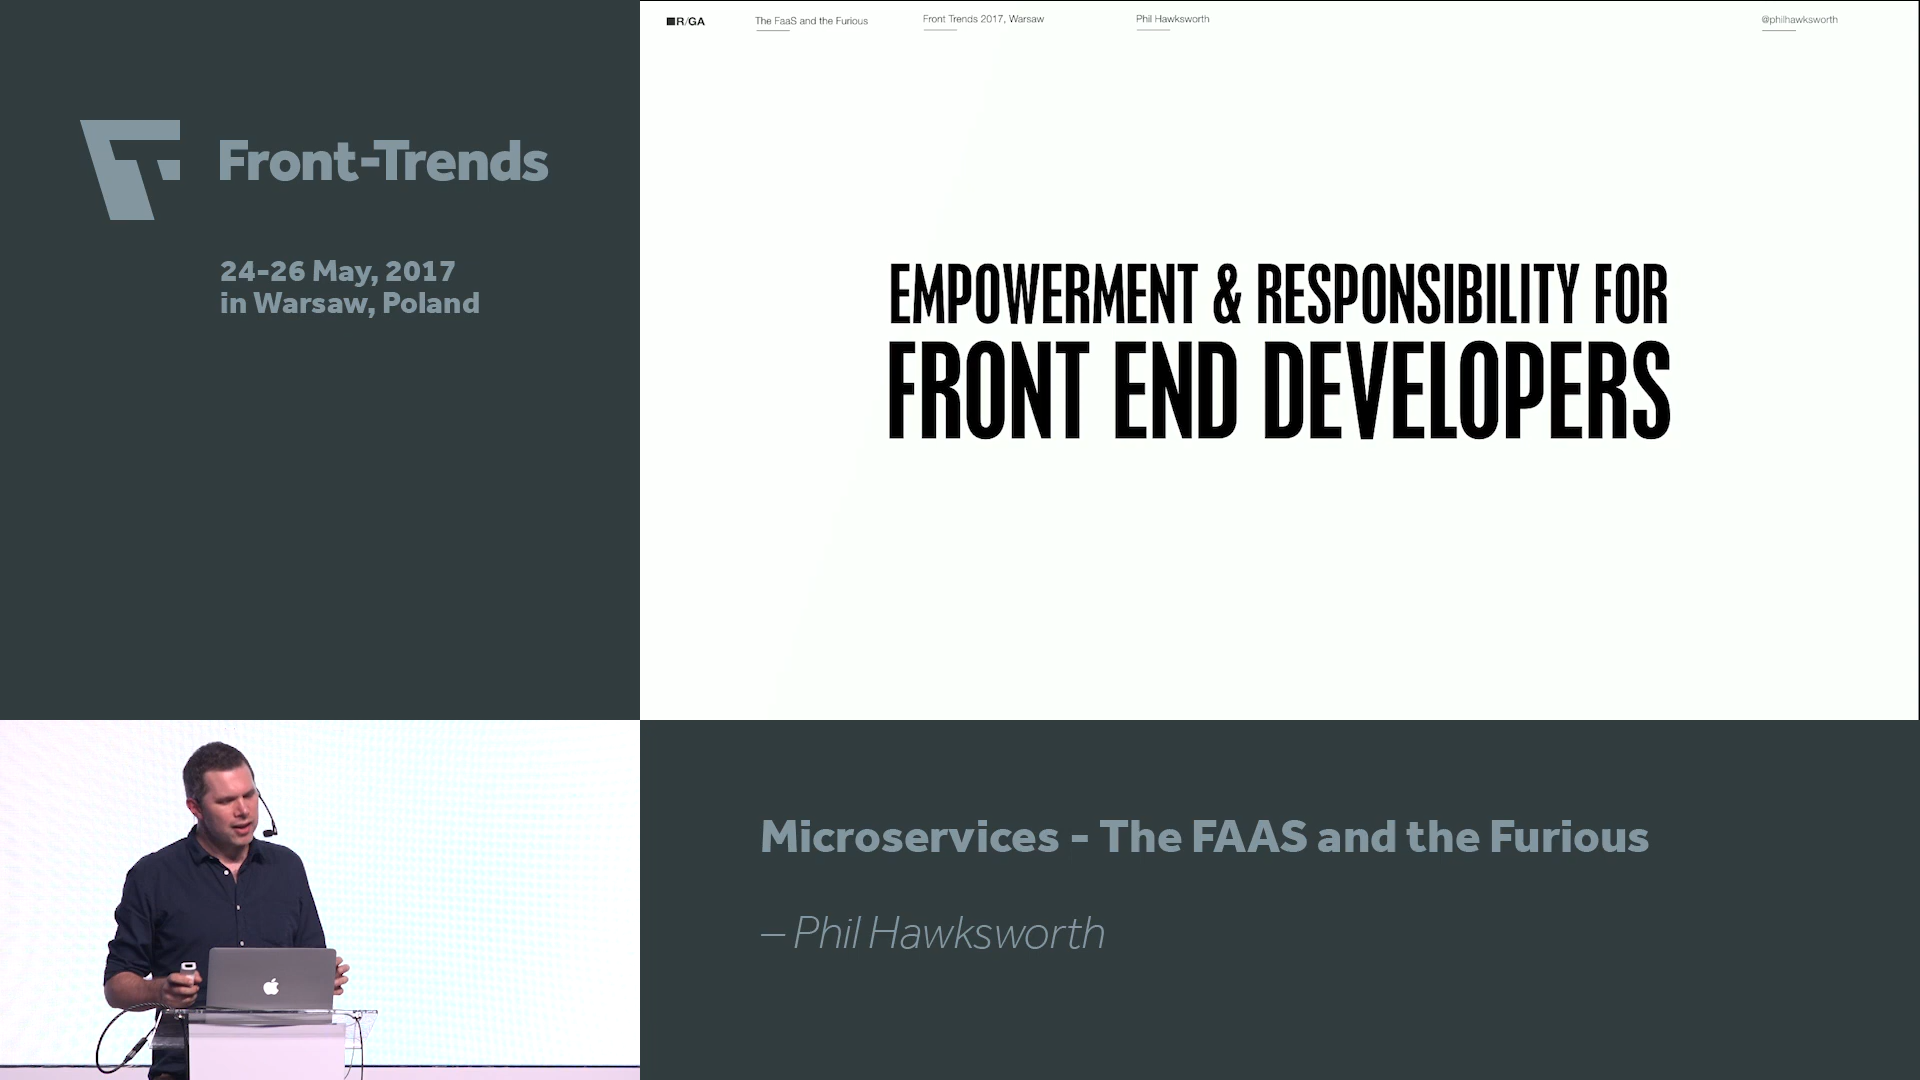 Front-Trends
24-26 May, 2017
in Warsaw, Poland
R/GA
The FaaS and the Furious
Front Trends 2017, Warsaw
Phil Hawksworth
@philhawksworth
EMPOWERMENT & RESPONSIBILITY FOR
FRONT END DEVELOPERS
Microservices - The FAAS and the Furious
– Phil Hawksworth